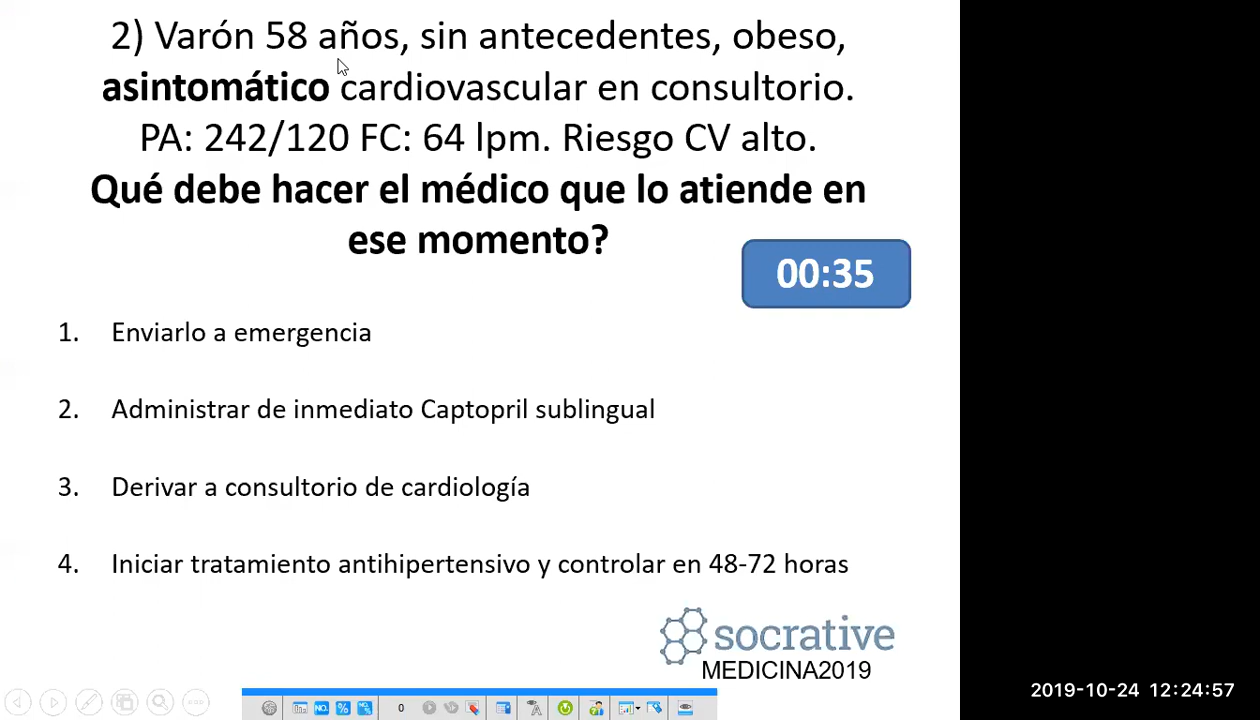 2) Varón 58 años, sin antecedentes, obeso,
asintomático cardiovascular en consultorio.
PA: 242/120 FC: 64 lpm. Riesgo CV alto.
Qué debe hacer el médico que lo atiende en
ese momento?
00:35
1. Enviarlo a emergencia
2. Administrar de inmediato Captopril sublingual
3. Derivar a consultorio de cardiología
4. Iniciar tratamiento antihipertensivo y controlar en 48-72 horas
socrative
MEDICINA2019
NO. % 0
2019-10-24 12:24:57